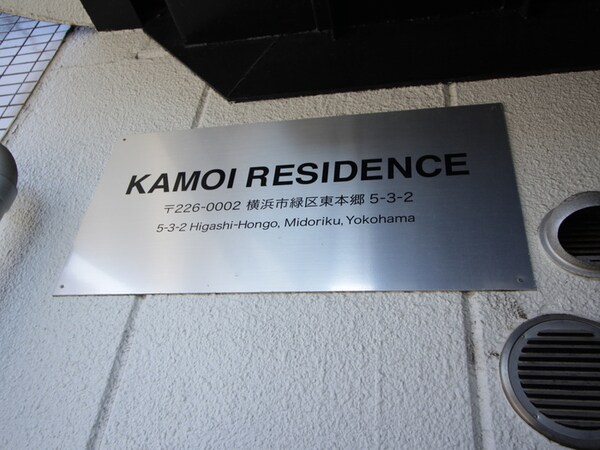 KAMOI RESIDENCE
〒226-0002 横浜市緑区東本郷 5-3-2
5-3-2 Higashi-Hongo, Midoriku, Yokohama